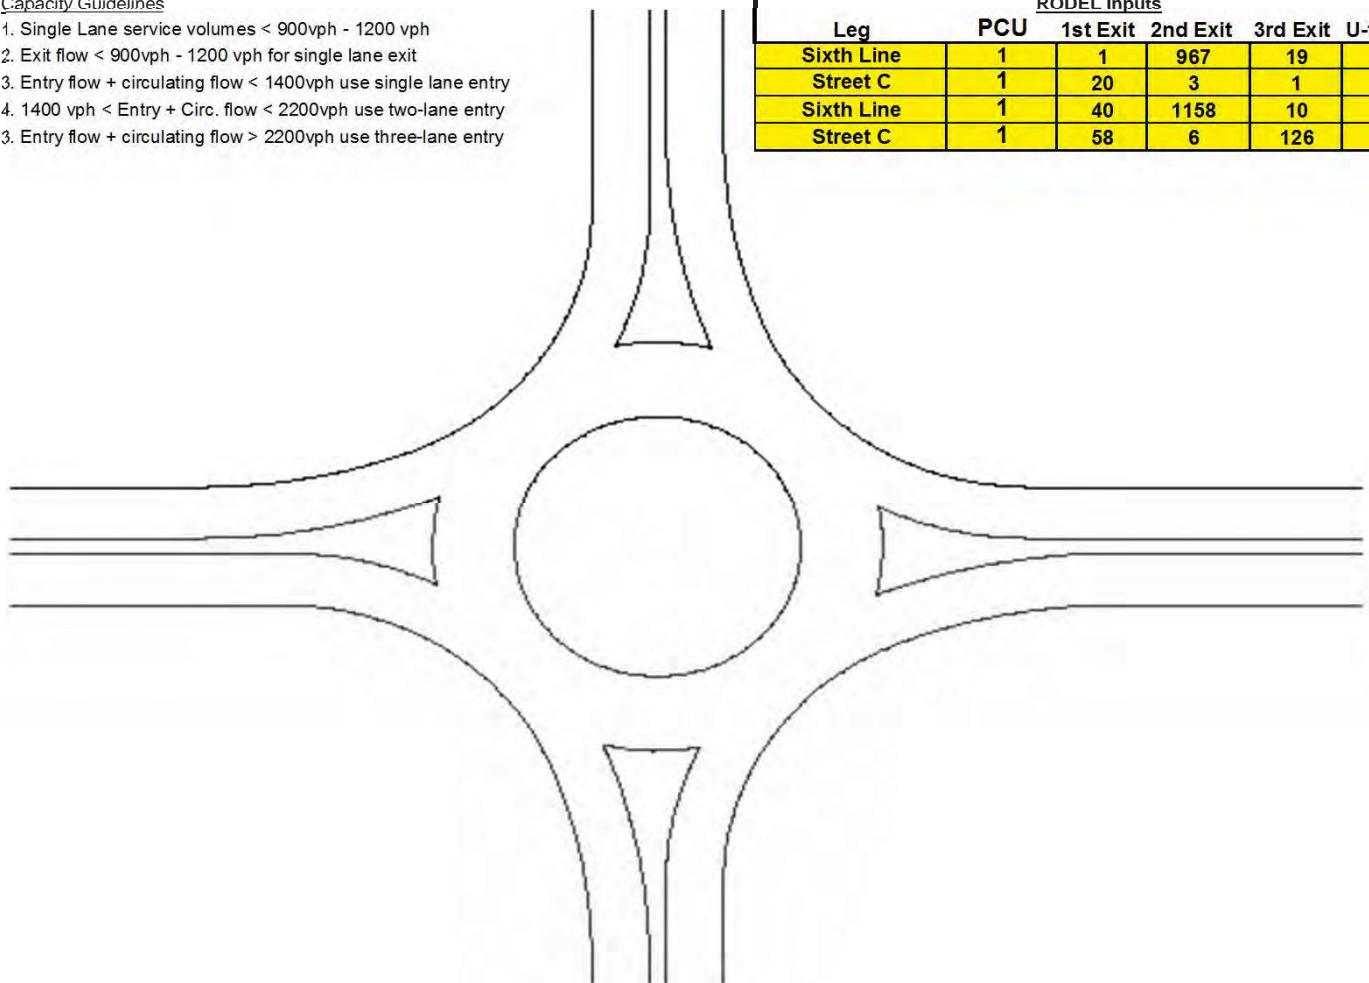 Capacity Guidelines
1. Single Lane service volumes < 900vph - 1200 vph
2. Exit flow < 900vph - 1200 vph for single lane exit
3. Entry flow + circulating flow < 1400vph use single lane entry
4. 1400 vph < Entry + Circ. flow < 2200vph use two-lane entry
3. Entry flow + circulating flow > 2200vph use three-lane entry
RODEL Inputs
Leg PCU 1st Exit 2nd Exit 3rd Exit U-
Sixth Line 1 1 967 19
Street C 1 20 3 1
Sixth Line 1 40 1158 10
Street C 1 58 6 126